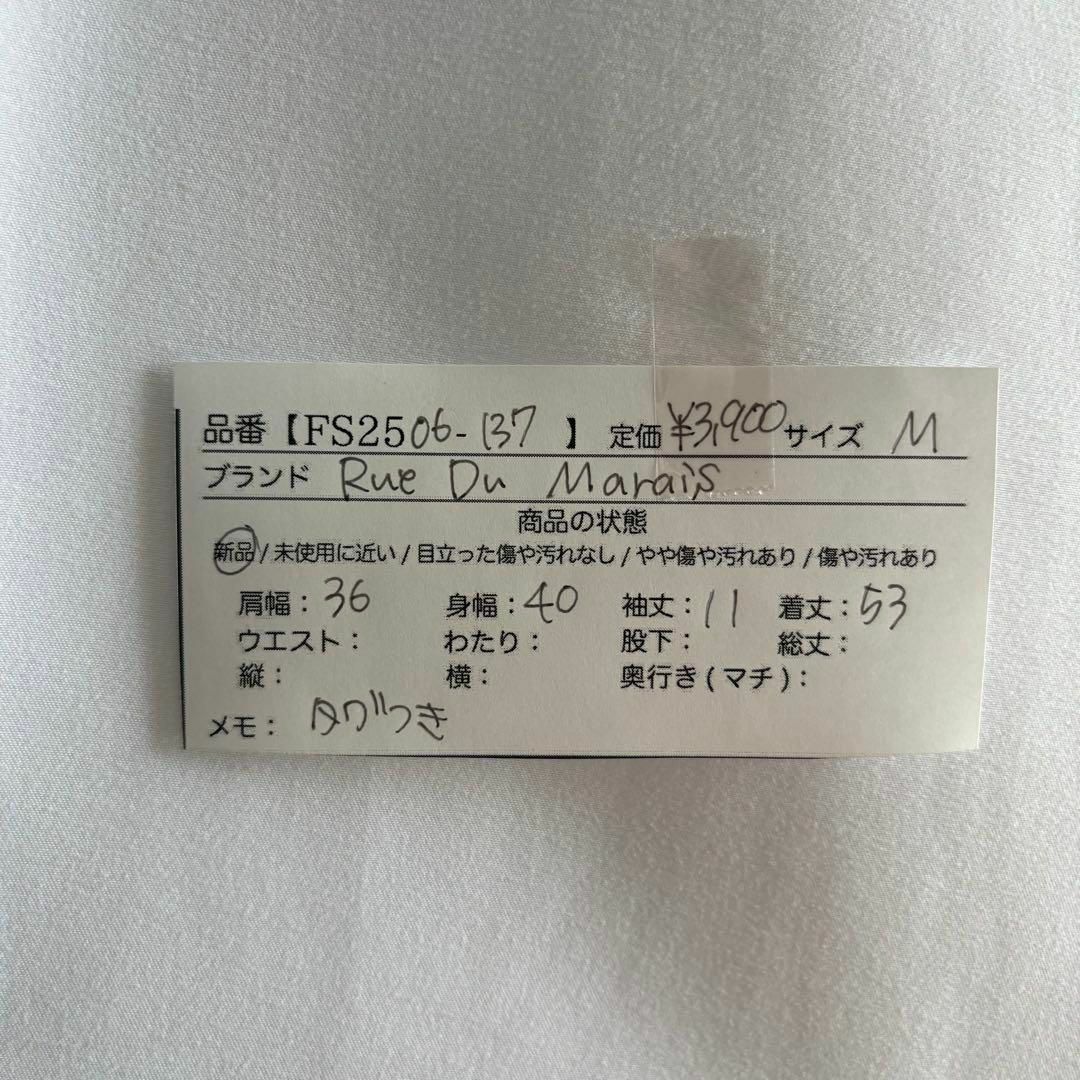 品番【FS2506-137 】 定価 ¥3,900 サイズ M
ブランド Rue Du Marais
商品の状態
新品 / 未使用に近い / 目立った傷や汚れなし / やや傷や汚れあり / 傷や汚れあり
肩幅：36 身幅：40 袖丈：11 着丈：53
ウエスト： わたり： 股下： 総丈：
縦： 横： 奥行き(マチ)：
メモ： タグつき